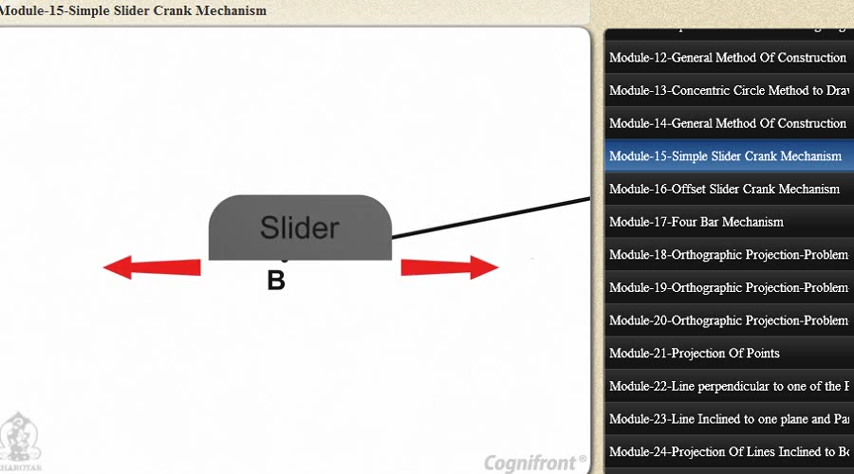 Module-15-Simple Slider Crank Mechanism
Slider
B
HAROTAR
Cognifront®
Module-12-General Method Of Construction
Module-13-Concentric Circle Method to Draw
Module-14-General Method Of Construction
Module-15-Simple Slider Crank Mechanism
Module-16-Offset Slider Crank Mechanism
Module-17-Four Bar Mechanism
Module-18-Orthographic Projection-Problem
Module-19-Orthographic Projection-Problem
Module-20-Orthographic Projection-Problem
Module-21-Projection Of Points
Module-22-Line perpendicular to one of the
Module-23-Line Inclined to one plane and
Module-24-Projection Of Lines Inclined to